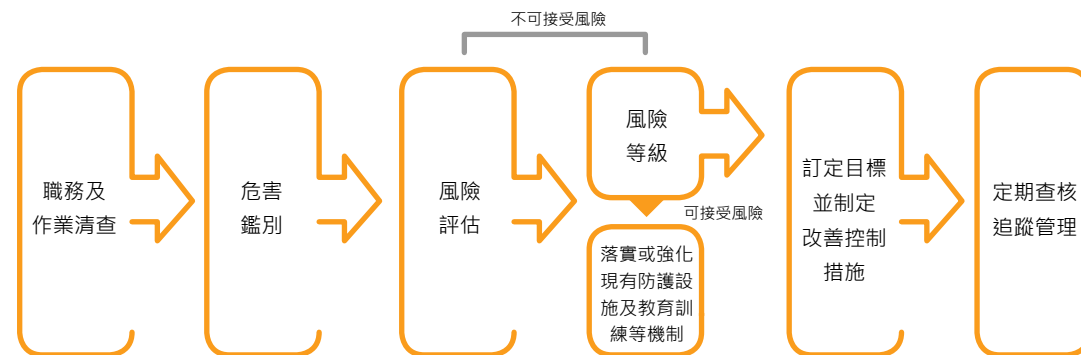 不可接受風險
職務及
作業清查
危害
鑑別
風險
評估
風險
等級
可接受風險
落實或強化
現有防護設
施及教育訓
練等機制
訂定目標
並制定
改善控制
措施
定期查核
追蹤管理